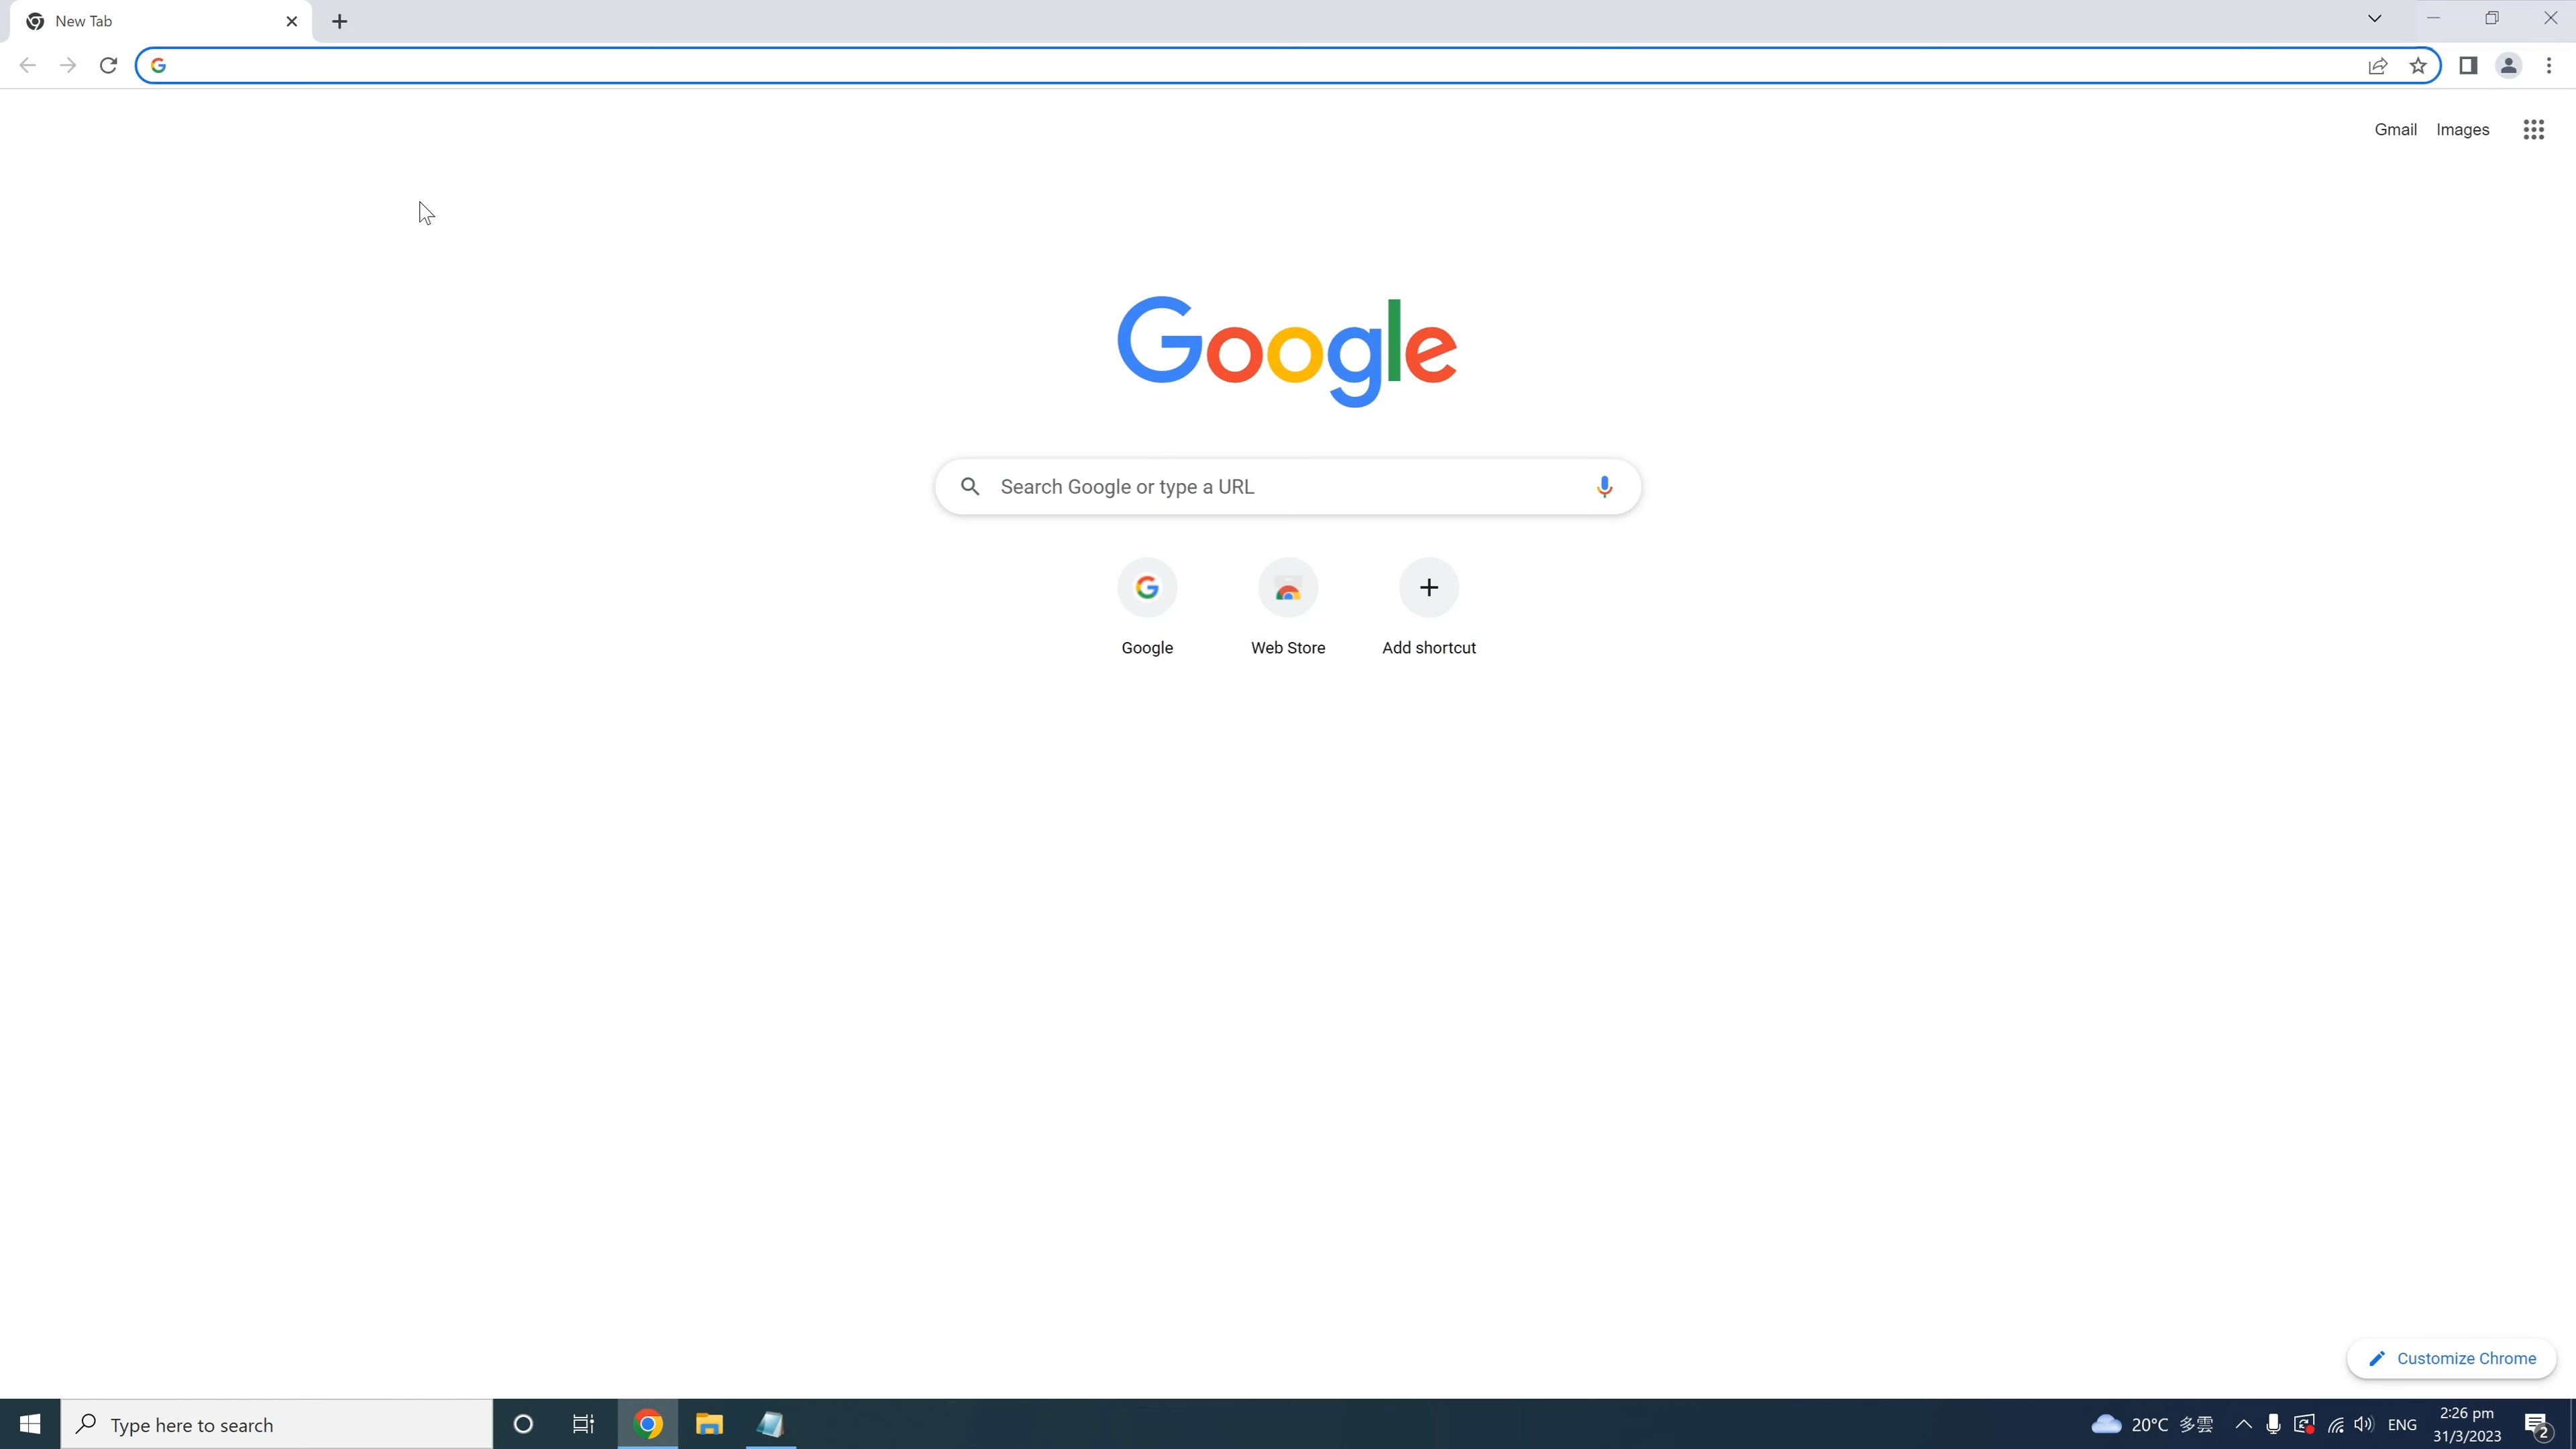 New Tab
Gmail Images
Google
Search Google or type a URL
Google Web Store Add shortcut
Customize Chrome
Type here to search
20°C 多雲 ENG 2:26 pm
31/3/2023
2